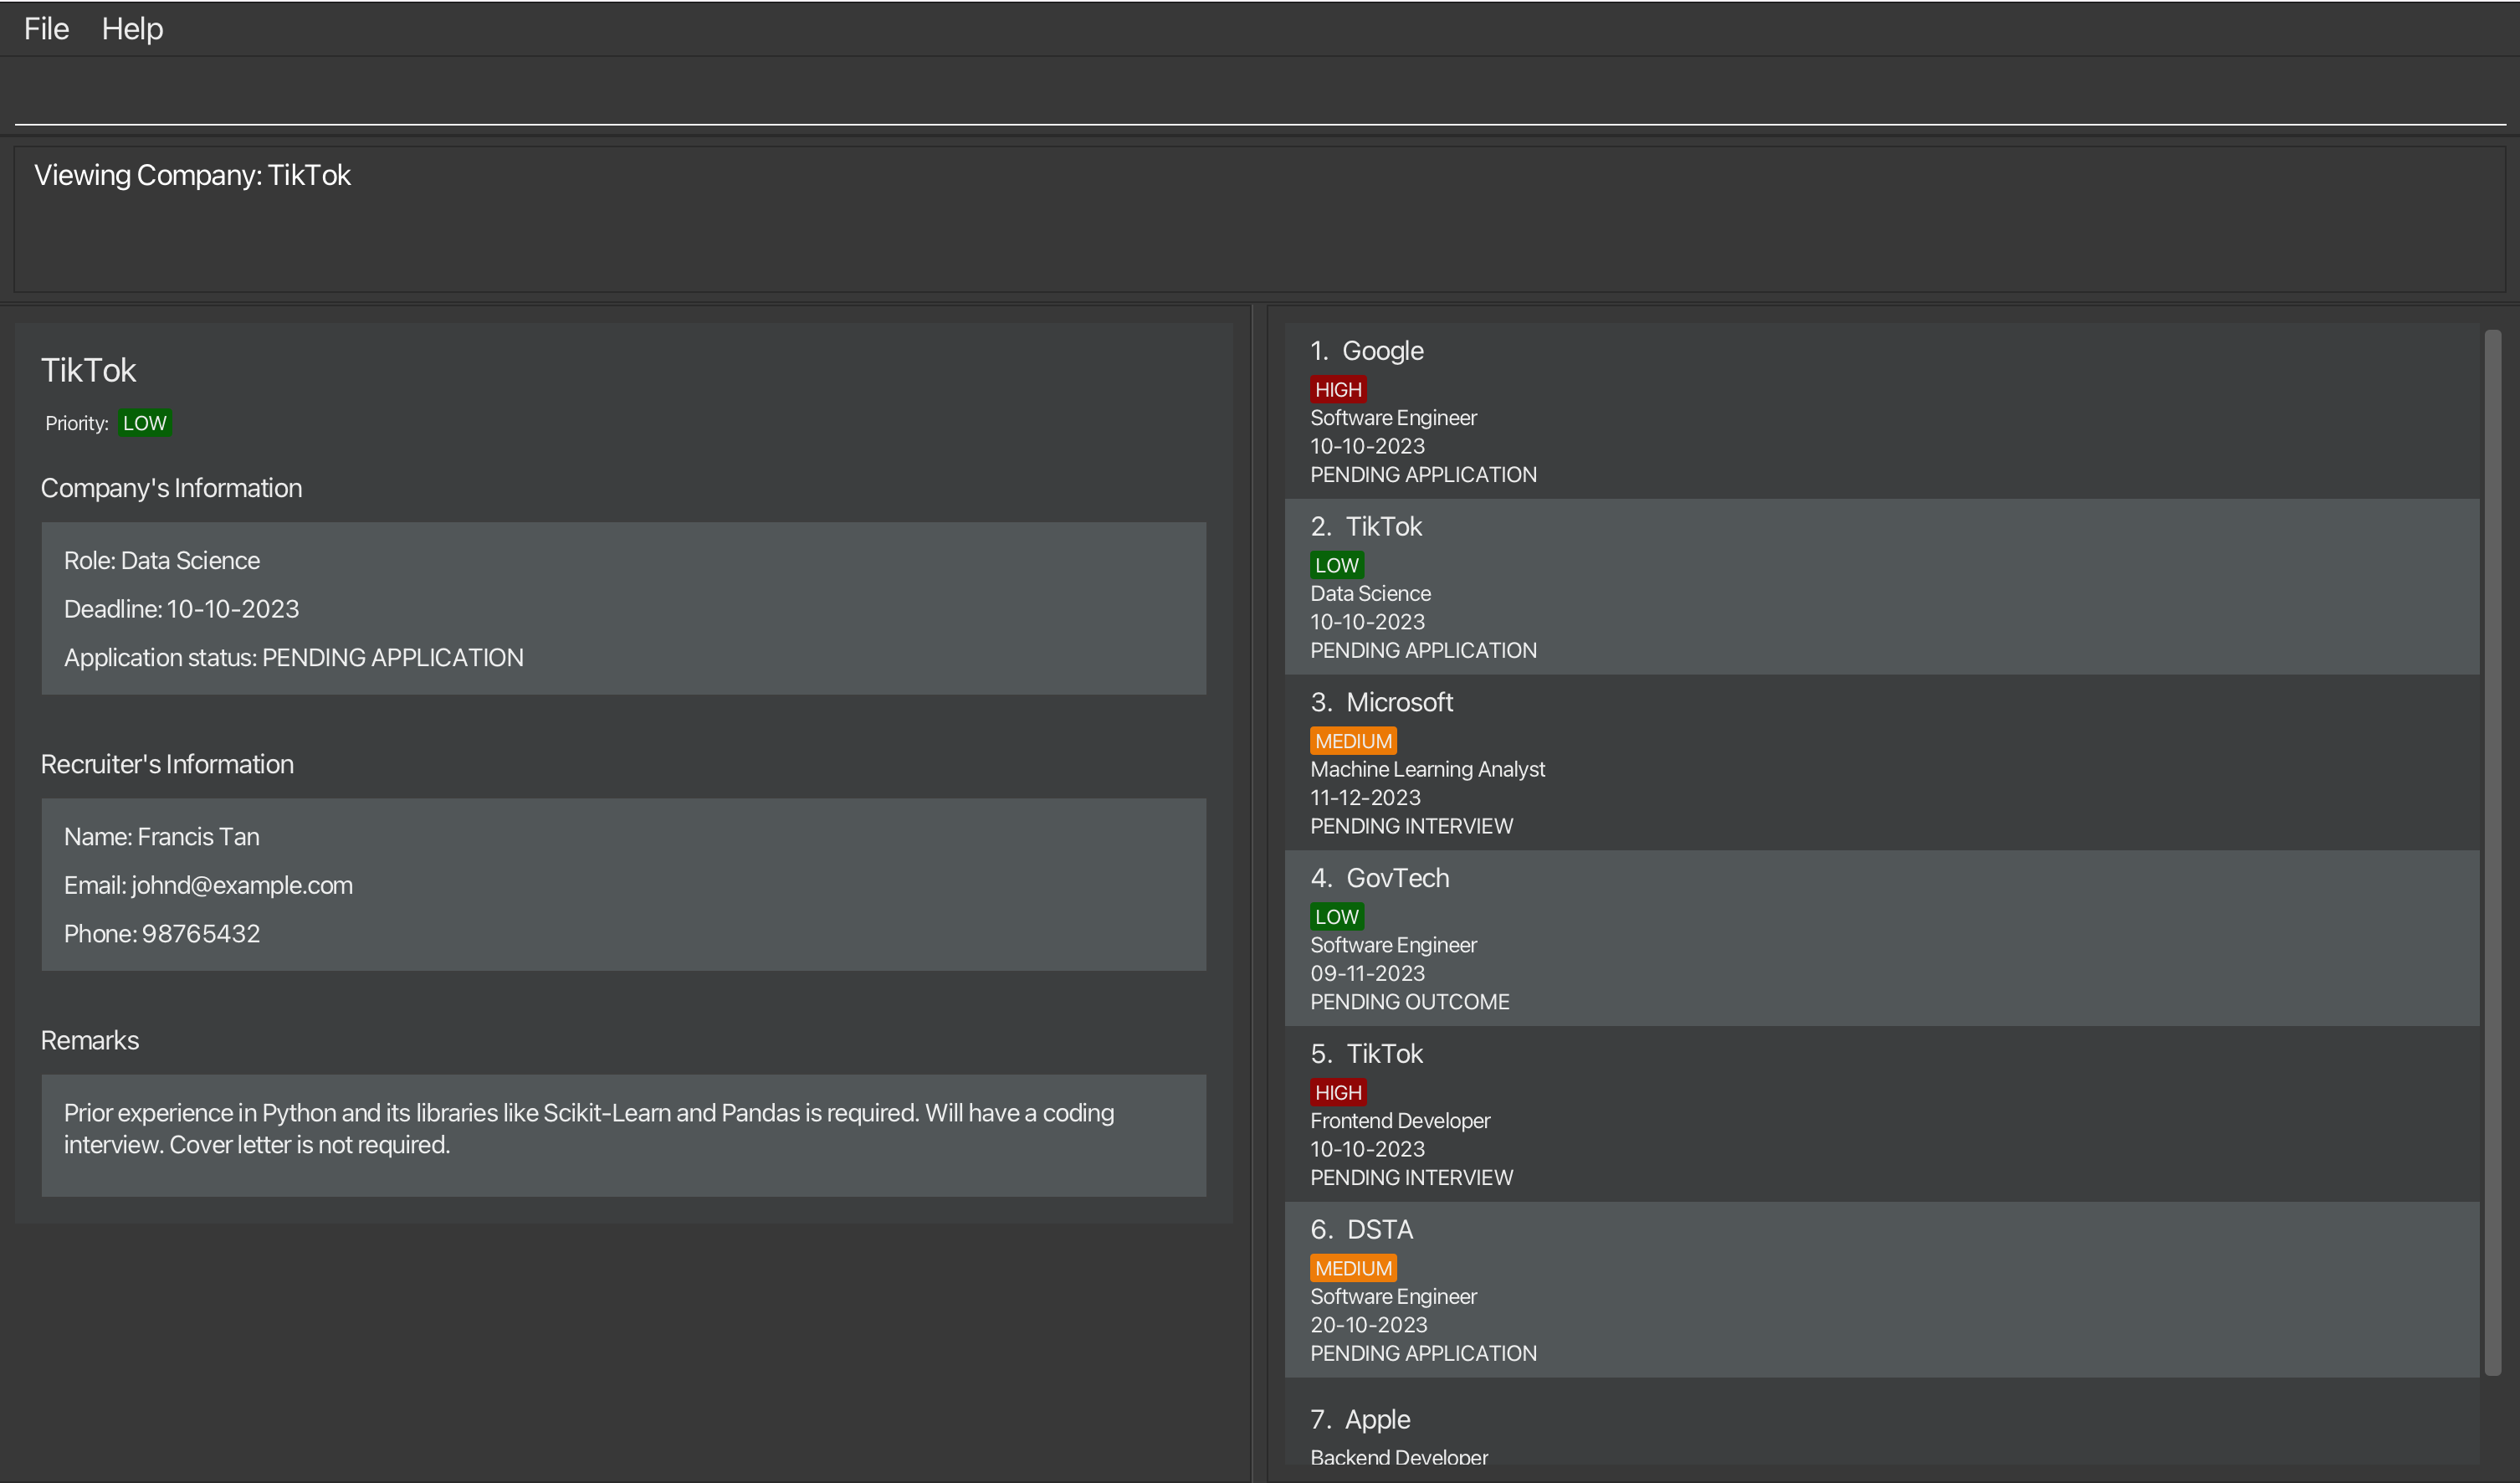 File Help
Viewing Company: TikTok
TikTok
Priority: LOW
Company's Information
Role: Data Science
Deadline: 10-10-2023
Application status: PENDING APPLICATION
Recruiter's Information
Name: Francis Tan
Email: johnd@example.com
Phone: 98765432
Remarks
Prior experience in Python and its libraries like Scikit-Learn and Pandas is required. Will have a coding
interview. Cover letter is not required.
1. Google
HIGH
Software Engineer
10-10-2023
PENDING APPLICATION
2. TikTok
LOW
Data Science
10-10-2023
PENDING APPLICATION
3. Microsoft
MEDIUM
Machine Learning Analyst
11-12-2023
PENDING INTERVIEW
4. GovTech
LOW
Software Engineer
09-11-2023
PENDING OUTCOME
5. TikTok
HIGH
Frontend Developer
10-10-2023
PENDING INTERVIEW
6. DSTA
MEDIUM
Software Engineer
20-10-2023
PENDING APPLICATION
7. Apple
Backend Developer